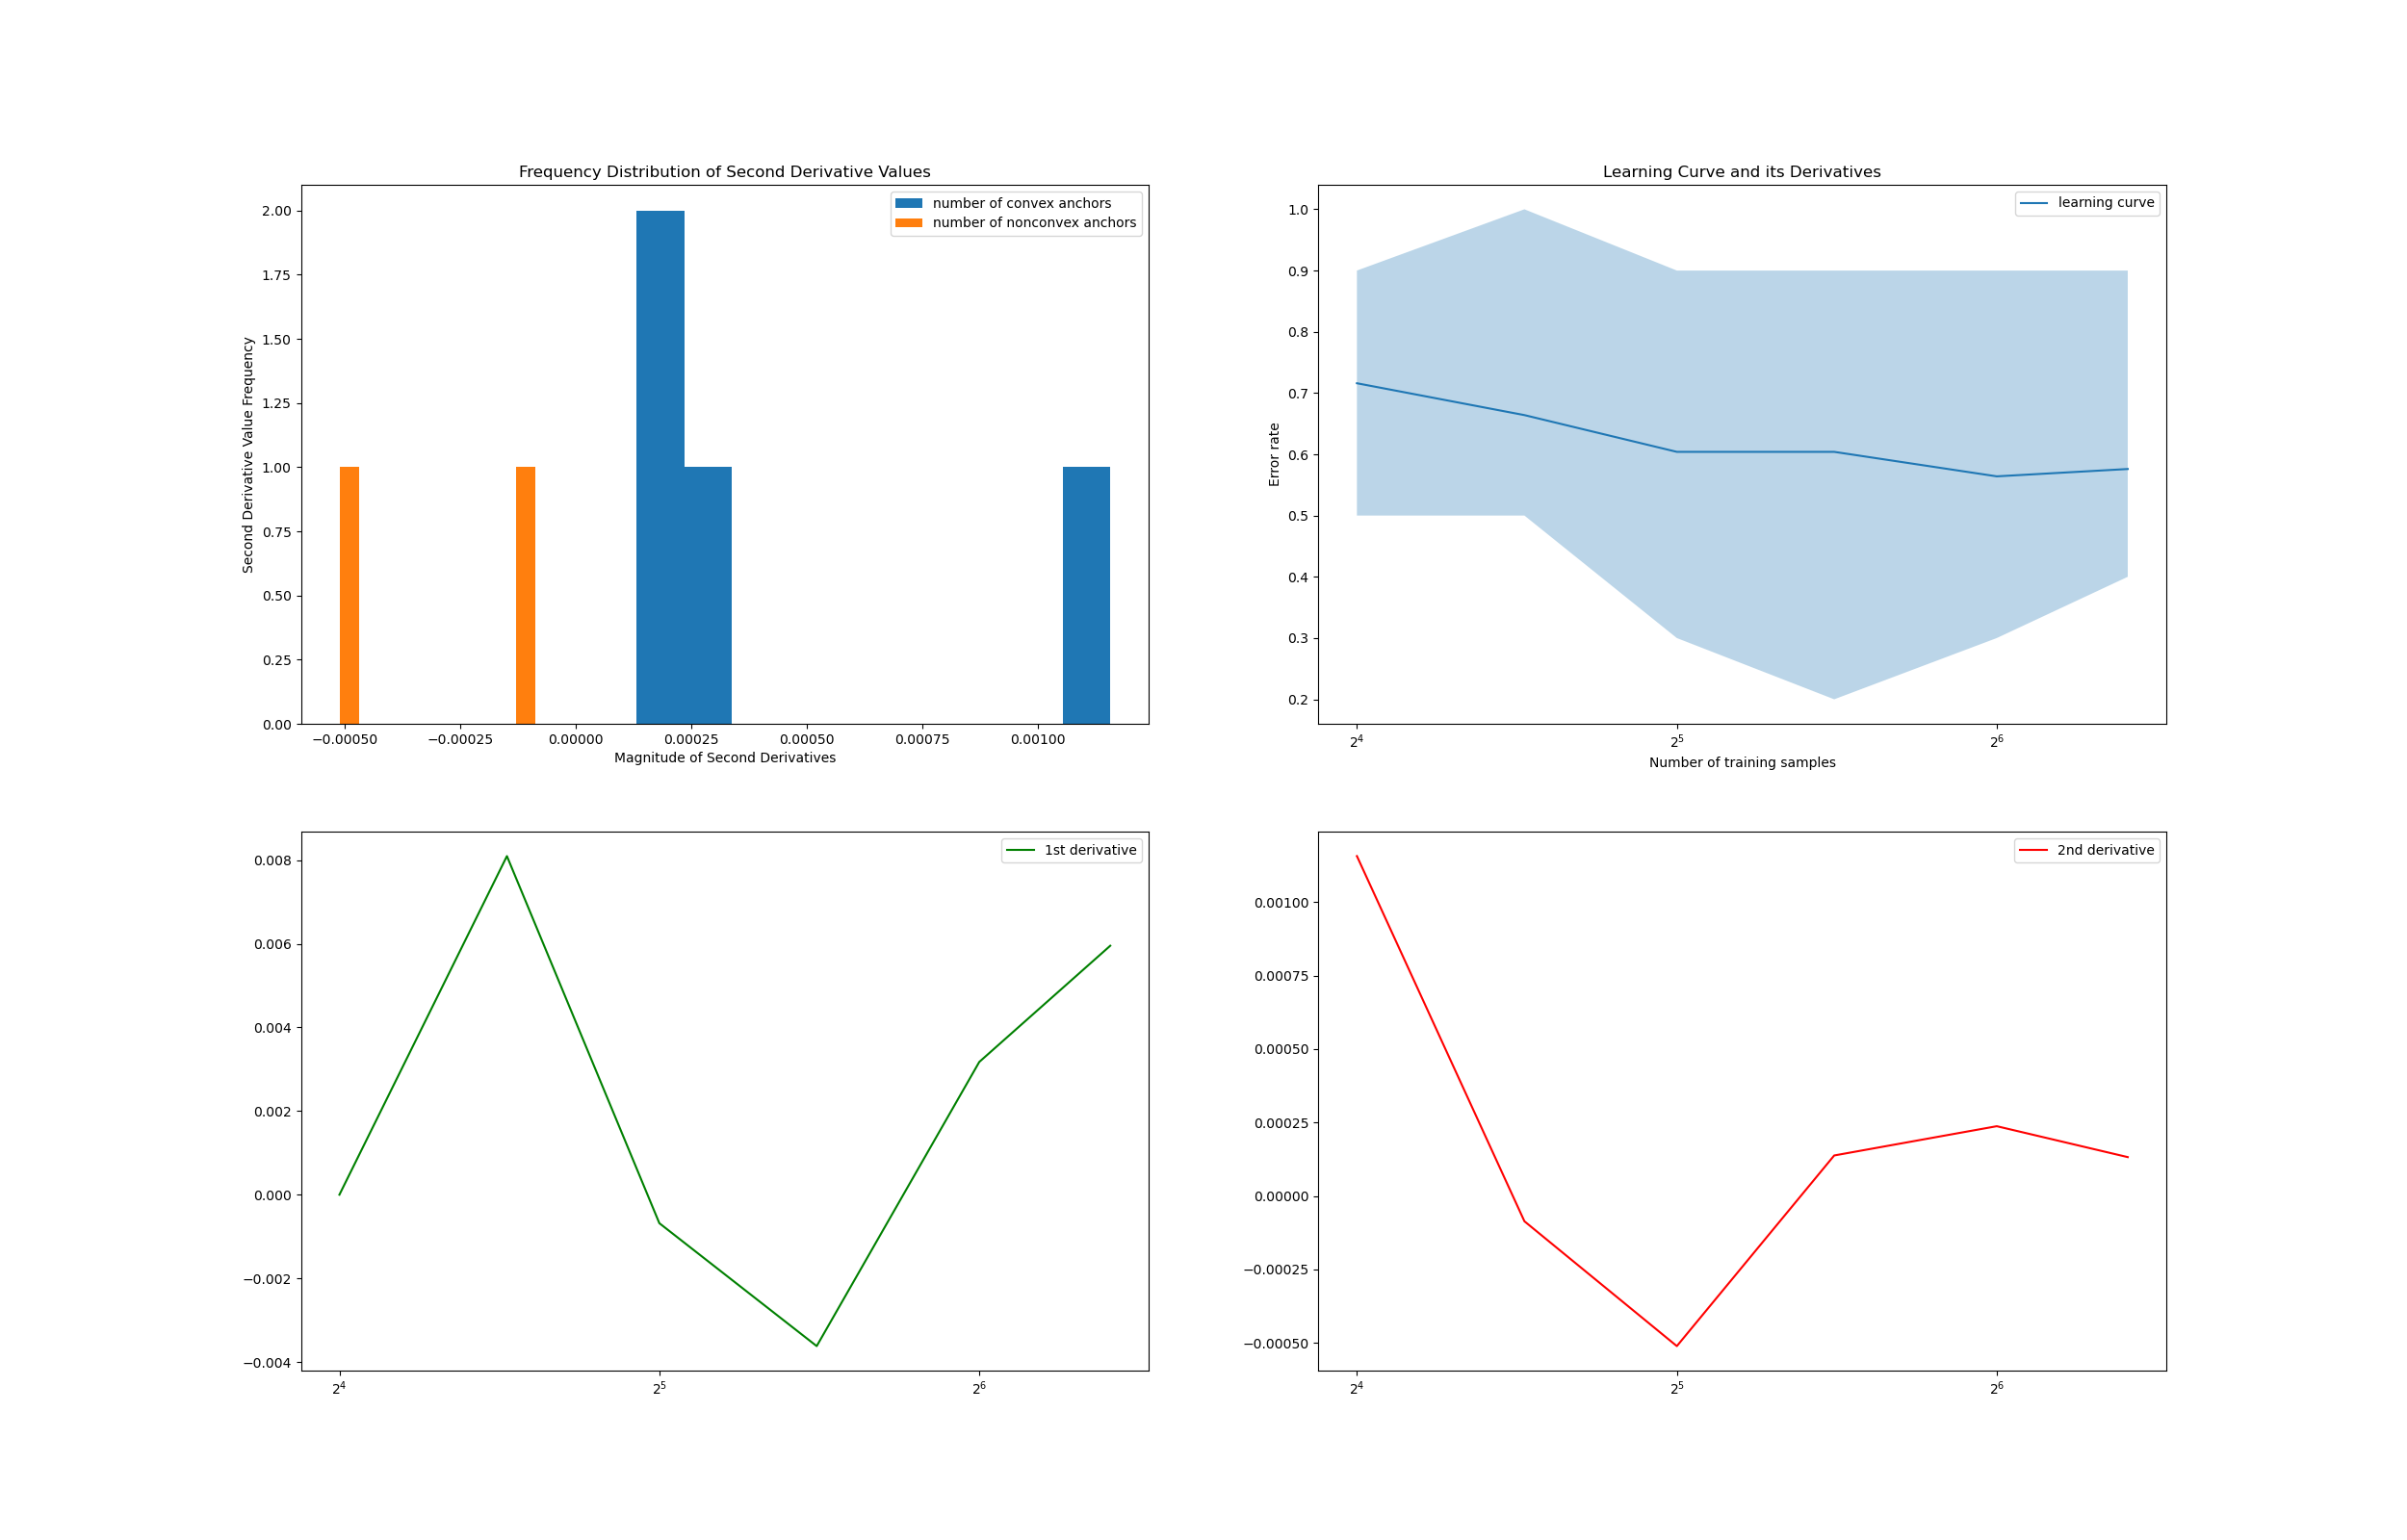 Frequency Distribution of Second Derivative Values
number of convex anchors
number of nonconvex anchors
Second Derivative Value Frequency
2.00
1.75
1.50
1.25
1.00
0.75
0.50
0.25
0.00
−0.00050 −0.00025 0.00000 0.00025 0.00050 0.00075 0.00100
Magnitude of Second Derivatives
Learning Curve and its Derivatives
learning curve
Error rate
1.0
0.9
0.8
0.7
0.6
0.5
0.4
0.3
0.2
2⁴ 2⁵ 2⁶
Number of training samples
1st derivative
0.008
0.006
0.004
0.002
0.000
−0.002
−0.004
2⁴ 2⁵ 2⁶
2nd derivative
0.00100
0.00075
0.00050
0.00025
0.00000
−0.00025
−0.00050
2⁴ 2⁵ 2⁶